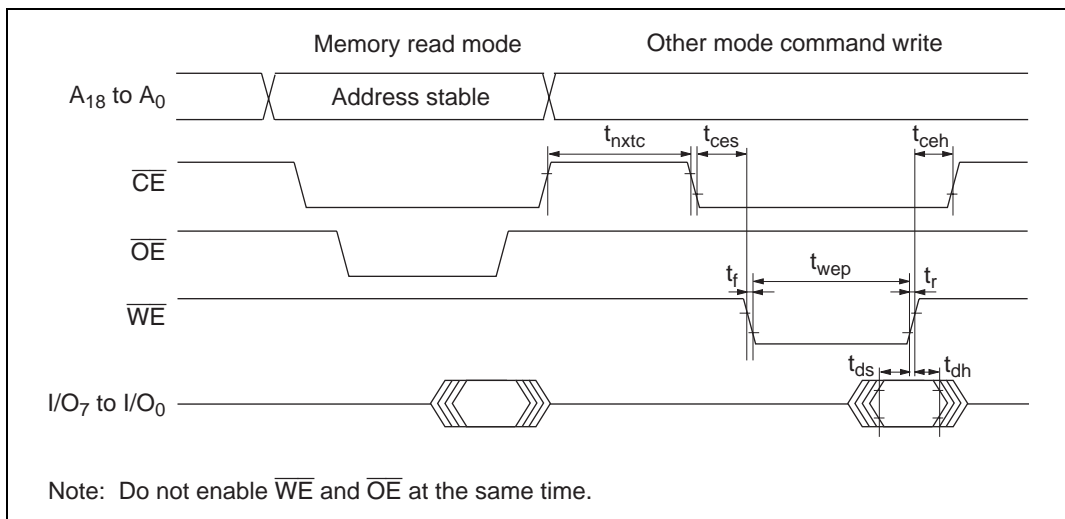 Memory read mode Other mode command write
A18 to A0 Address stable
tnxtc tces tceh
CE
OE
tf twep tr
WE
tds tdh
I/O7 to I/O0
Note: Do not enable WE and OE at the same time.